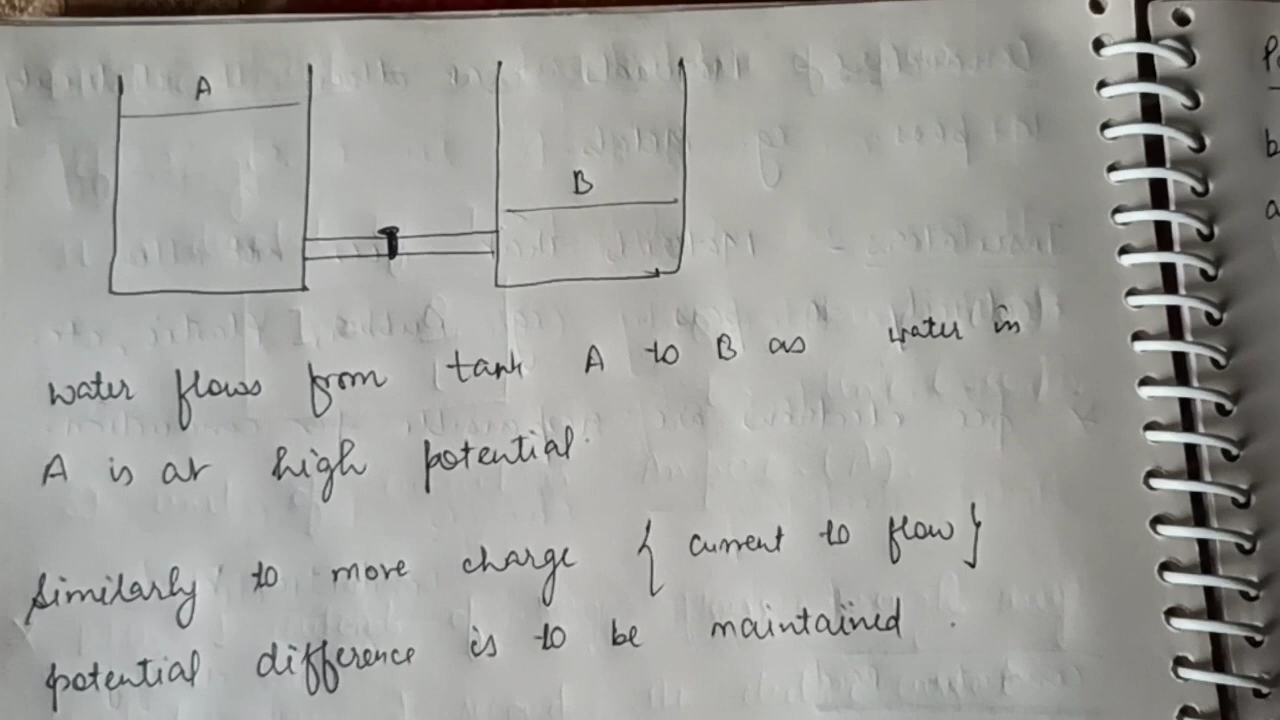 A
B
water flows from tank A to B as water in
A is at high potential.
Similarly to move charge { current to flow }
potential difference is to be maintained.
b
a